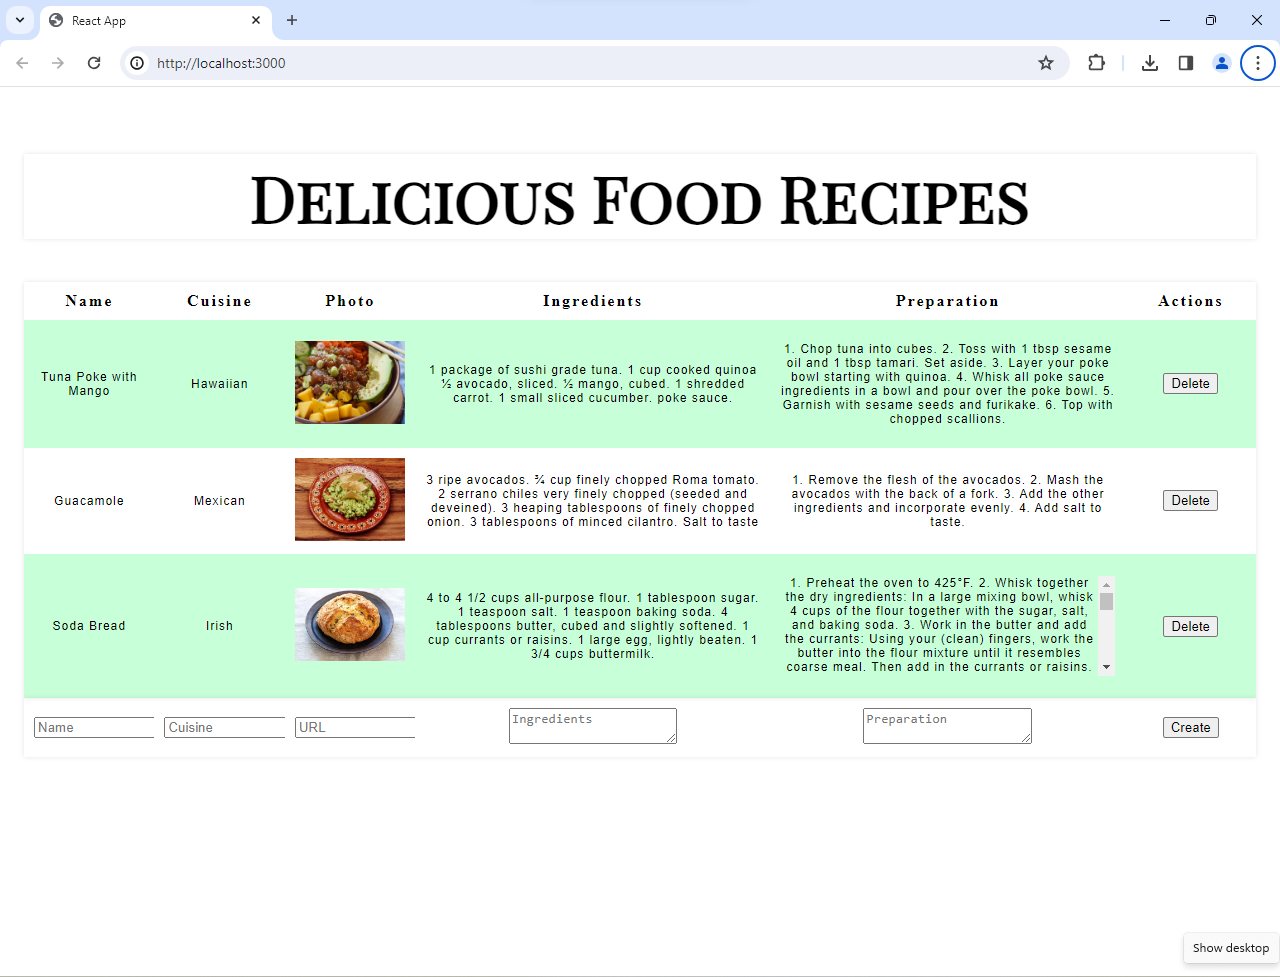 React App
http://localhost:3000
Delicious Food Recipes
Name Cuisine Photo Ingredients Preparation Actions
Tuna Poke with
Mango
Hawaiian
1 package of sushi grade tuna. 1 cup cooked quinoa
½ avocado, sliced. ½ mango, cubed. 1 shredded
carrot. 1 small sliced cucumber. poke sauce.
1. Chop tuna into cubes. 2. Toss with 1 tbsp sesame
oil and 1 tbsp tamari. Set aside. 3. Layer your poke
bowl starting with quinoa. 4. Whisk all poke sauce
ingredients in a bowl and pour over the poke bowl. 5.
Garnish with sesame seeds and furikake. 6. Top with
chopped scallions.
Delete
Guacamole
Mexican
3 ripe avocados. ¾ cup finely chopped Roma tomato.
2 serrano chiles very finely chopped (seeded and
deveined). 3 heaping tablespoons of finely chopped
onion. 3 tablespoons of minced cilantro. Salt to taste
1. Remove the flesh of the avocados. 2. Mash the
avocados with the back of a fork. 3. Add the other
ingredients and incorporate evenly. 4. Add salt to
taste.
Delete
Soda Bread
Irish
4 to 4 1/2 cups all-purpose flour. 1 tablespoon sugar.
1 teaspoon salt. 1 teaspoon baking soda. 4
tablespoons butter, cubed and slightly softened. 1
cup currants or raisins. 1 large egg, lightly beaten. 1
3/4 cups buttermilk.
1. Preheat the oven to 425°F. 2. Whisk together
the dry ingredients: In a large mixing bowl, whisk
4 cups of the flour together with the sugar, salt,
and baking soda. 3. Work in the butter and add
the currants: Using your (clean) fingers, work the
butter into the flour mixture until it resembles
coarse meal. Then add in the currants or raisins.
Delete
Name Cuisine URL Ingredients Preparation Create
Show desktop